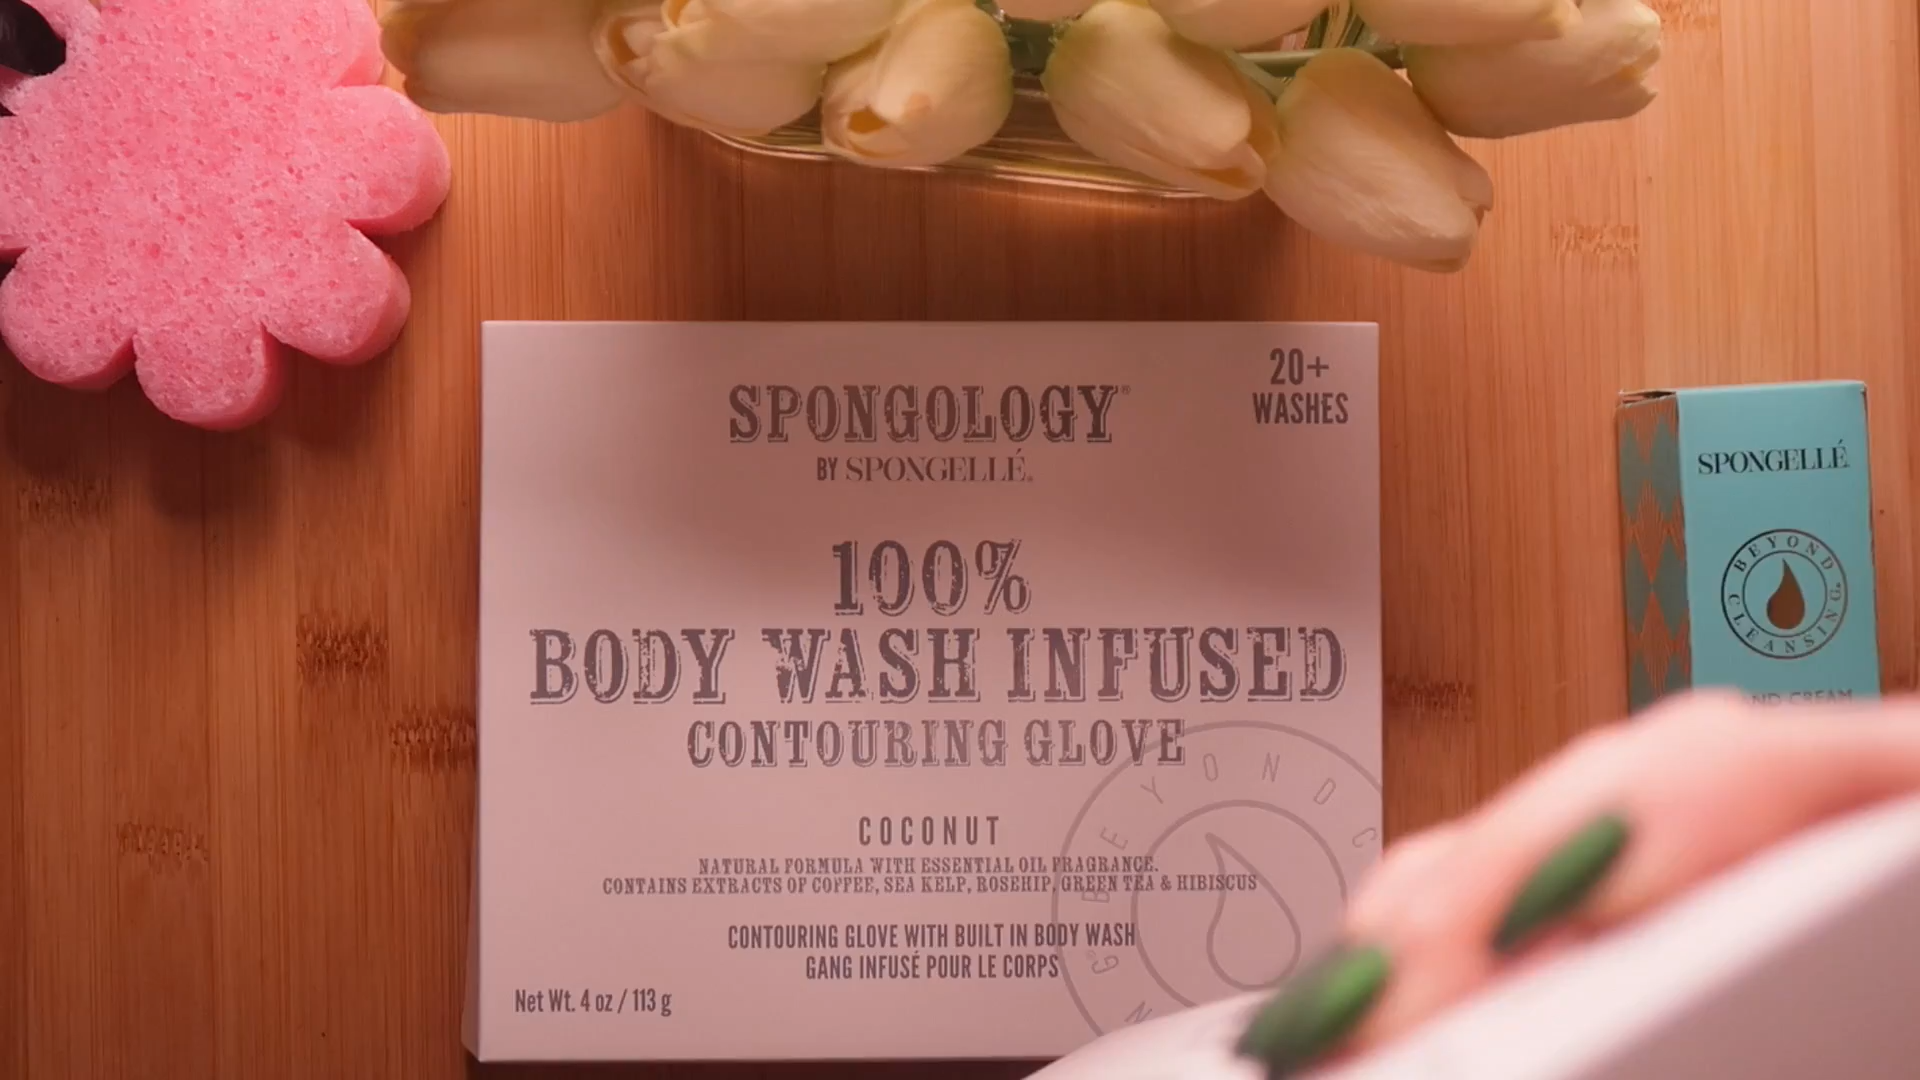 20+
WASHES
SPONGOLOGY®
BY SPONGELLÉ®
100%
BODY WASH INFUSED
CONTOURING GLOVE
COCONUT
NATURAL FORMULA WITH ESSENTIAL OIL FRAGRANCE.
CONTAINS EXTRACTS OF COFFEE, SEA KELP, ROSEHIP, GREEN TEA & HIBISCUS
CONTOURING GLOVE WITH BUILT IN BODY WASH
GANG INFUSÉ POUR LE CORPS
Net Wt. 4 oz / 113 g
BEYOND
SPONGELLÉ
BEYOND CLEANSING®
CREAM